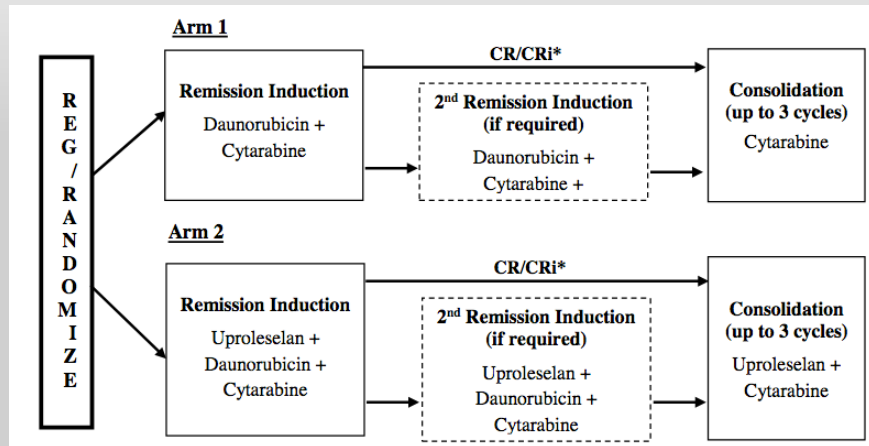 REG/RANDOMIZE
Arm 1
Remission Induction
Daunorubicin +
Cytarabine
CR/CRi*
2nd Remission Induction
(if required)
Daunorubicin +
Cytarabine +
Consolidation
(up to 3 cycles)
Cytarabine
Arm 2
Remission Induction
Uproleselan +
Daunorubicin +
Cytarabine
CR/CRi*
2nd Remission Induction
(if required)
Uproleselan +
Daunorubicin +
Cytarabine
Consolidation
(up to 3 cycles)
Uproleselan +
Cytarabine